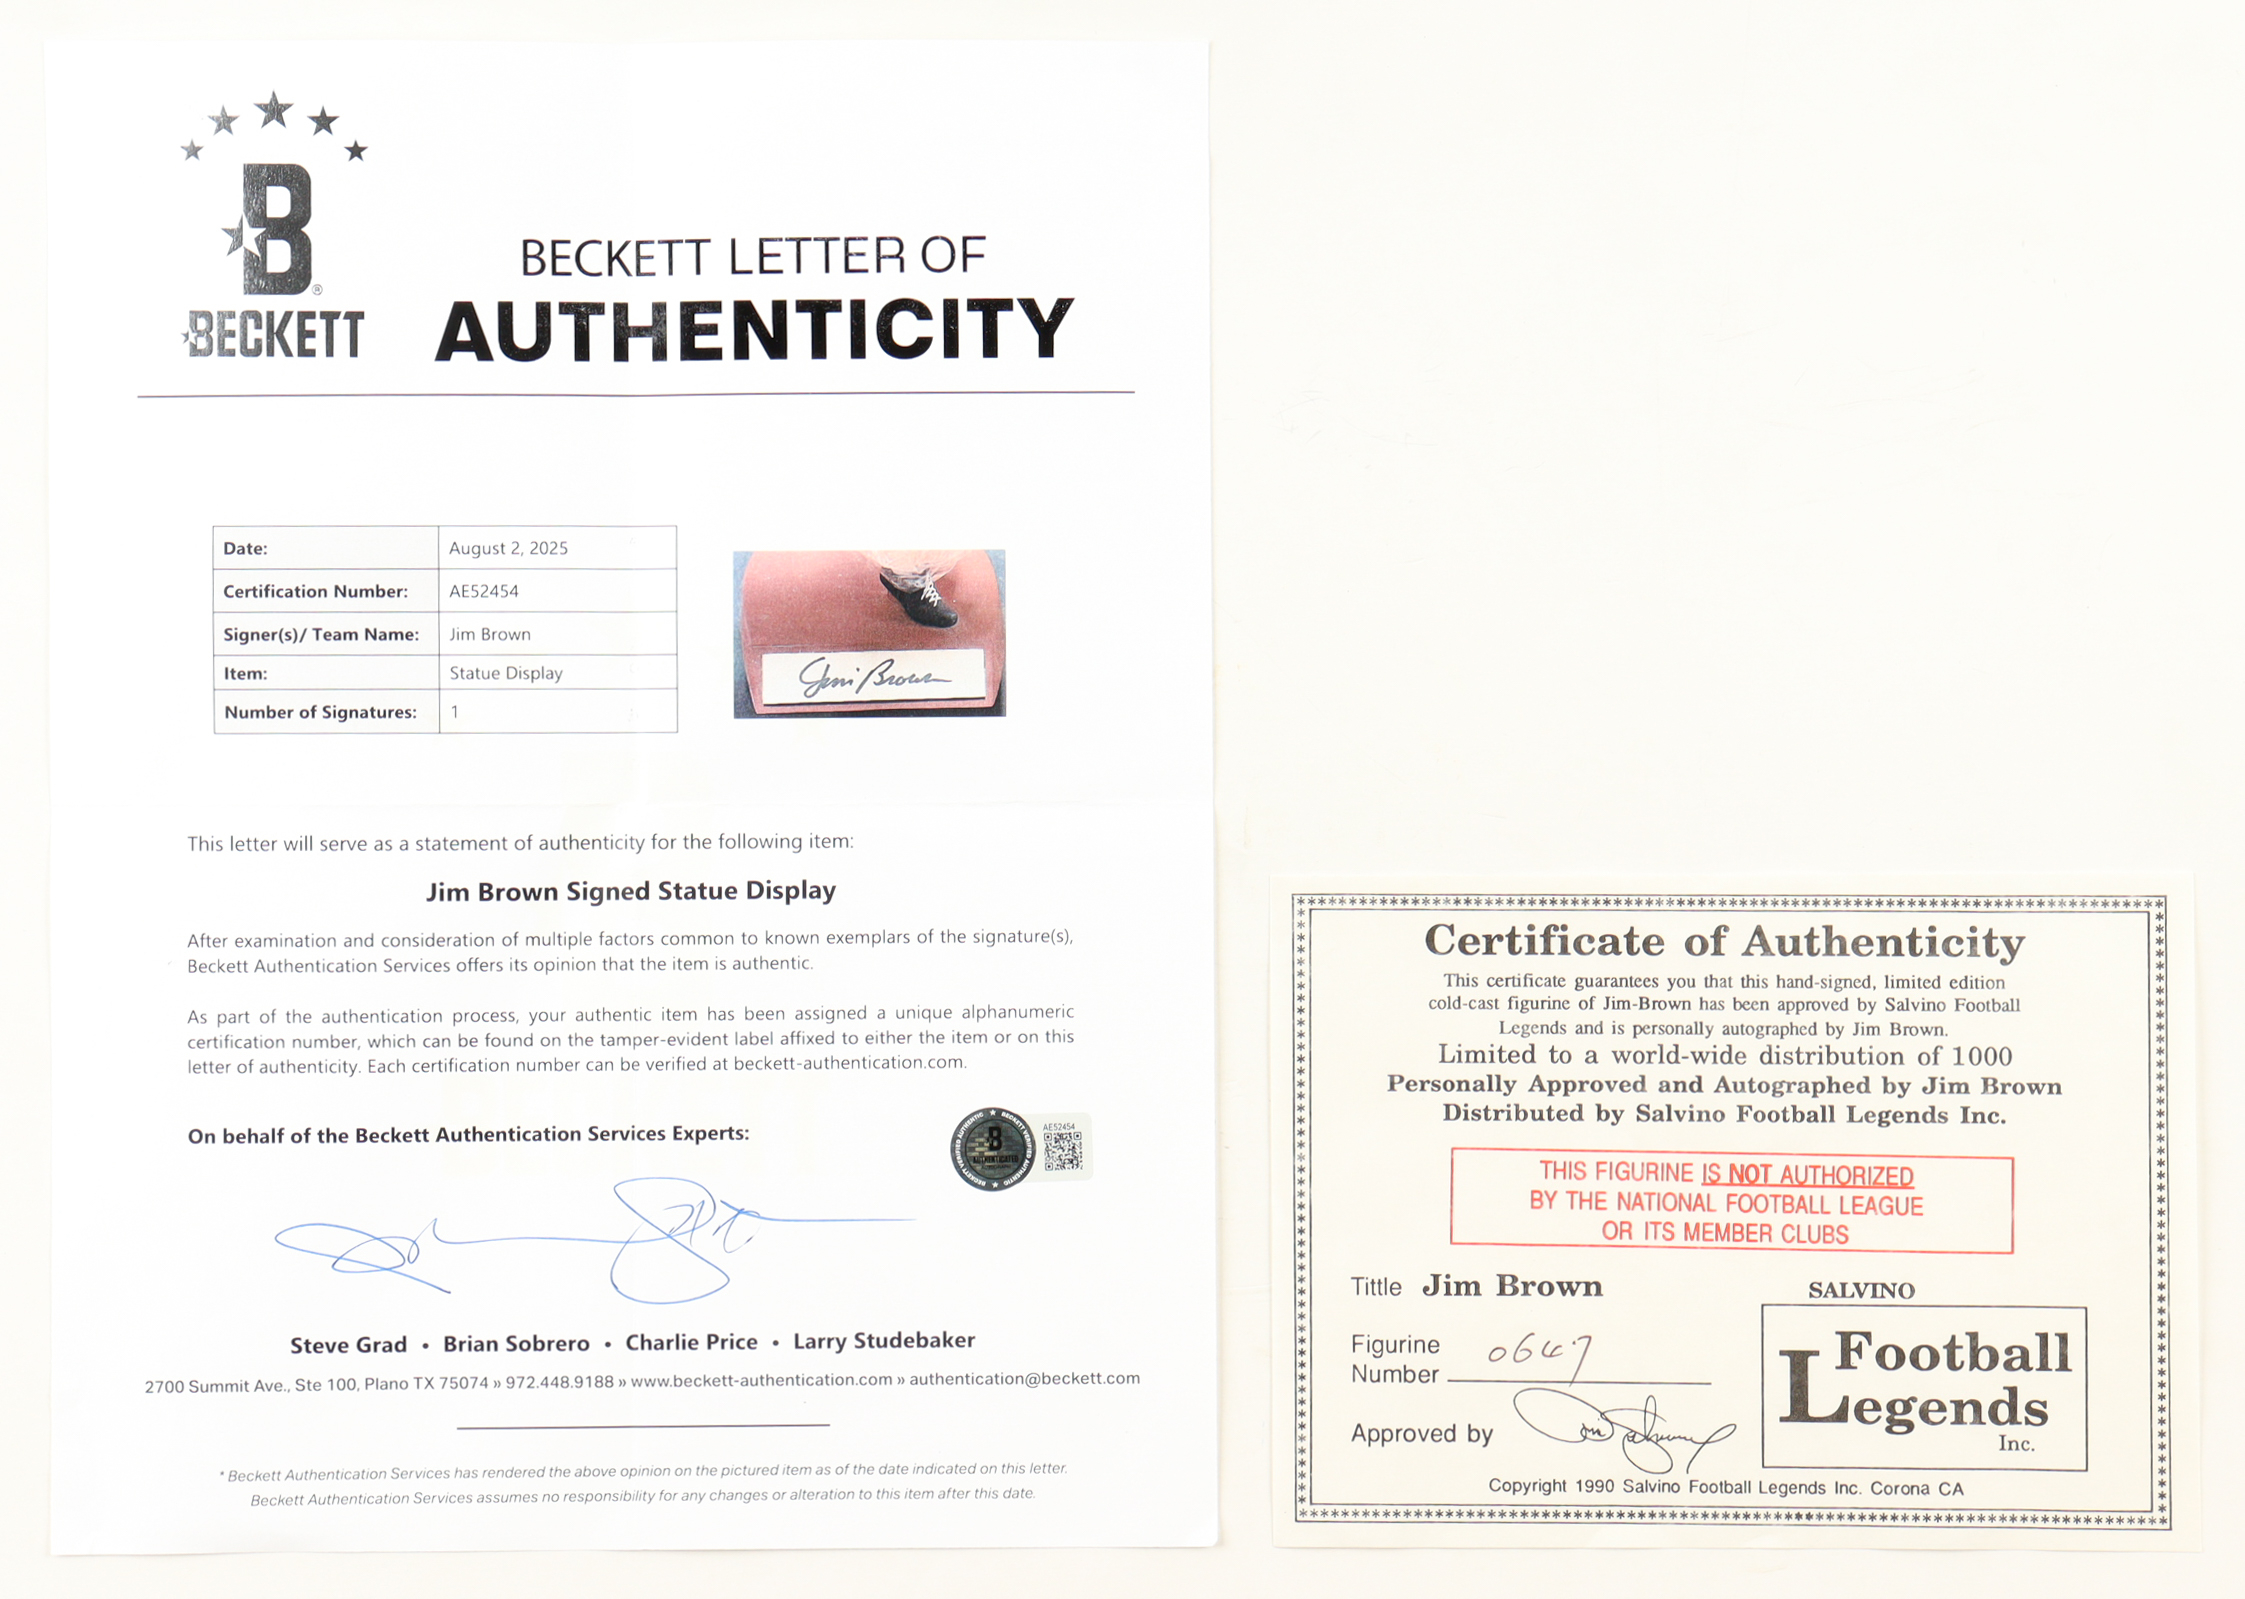 B
®
BECKETT
BECKETT LETTER OF
AUTHENTICITY
Date: August 2, 2025
Certification Number: AE52454
Signer(s)/ Team Name: Jim Brown
Item: Statue Display
Number of Signatures: 1
Jim Brown
This letter will serve as a statement of authenticity for the following item:
Jim Brown Signed Statue Display
After examination and consideration of multiple factors common to known exemplars of the signature(s),
Beckett Authentication Services offers its opinion that the item is authentic.
As part of the authentication process, your authentic item has been assigned a unique alphanumeric
certification number, which can be found on the tamper-evident label affixed to either the item or on this
letter of authenticity. Each certification number can be verified at beckett-authentication.com.
On behalf of the Beckett Authentication Services Experts:
AE52454
Steve Grad • Brian Sobrero • Charlie Price • Larry Studebaker
2700 Summit Ave., Ste 100, Plano TX 75074 » 972.448.9188 » www.beckett-authentication.com » authentication@beckett.com
* Beckett Authentication Services has rendered the above opinion on the pictured item as of the date indicated on this letter.
Beckett Authentication Services assumes no responsibility for any changes or alteration to this item after this date.
Certificate of Authenticity
This certificate guarantees you that this hand-signed, limited edition
cold-cast figurine of Jim-Brown has been approved by Salvino Football
Legends and is personally autographed by Jim Brown.
Limited to a world-wide distribution of 1000
Personally Approved and Autographed by Jim Brown
Distributed by Salvino Football Legends Inc.
THIS FIGURINE IS NOT AUTHORIZED
BY THE NATIONAL FOOTBALL LEAGUE
OR ITS MEMBER CLUBS
Tittle Jim Brown
Figurine
Number 0647
Approved by
SALVINO
Football
Legends
Inc.
Copyright 1990 Salvino Football Legends Inc. Corona CA